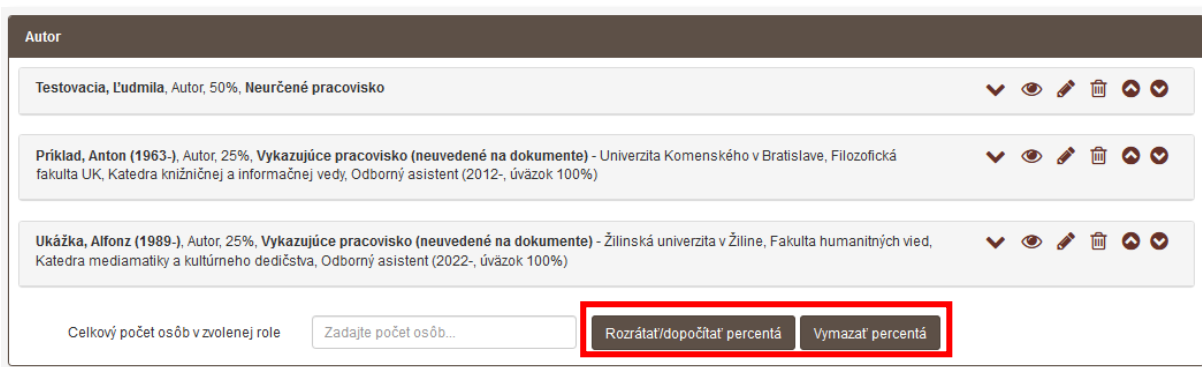 Autor
Testovacia, Ľudmila, Autor, 50%, Neurčené pracovisko
Príklad, Anton (1963-), Autor, 25%, Vykazujúce pracovisko (neuvedené na dokumente) - Univerzita Komenského v Bratislave, Filozofická
fakulta UK, Katedra knižničnej a informačnej vedy, Odborný asistent (2012-, úväzok 100%)
Ukážka, Alfonz (1989-), Autor, 25%, Vykazujúce pracovisko (neuvedené na dokumente) - Žilinská univerzita v Žiline, Fakulta humanitných vied,
Katedra mediamatiky a kultúrneho dedičstva, Odborný asistent (2022-, úväzok 100%)
Celkový počet osôb v zvolenej role Zadajte počet osôb... Rozrátať/dopočítať percentá Vymazať percentá